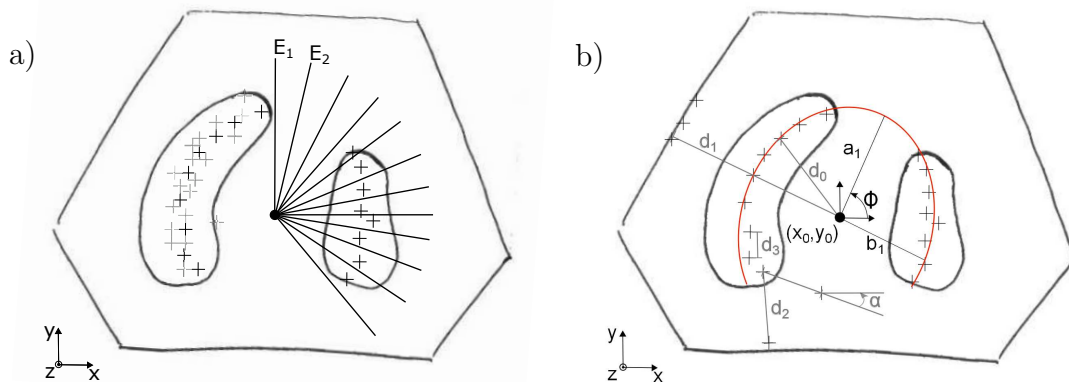 a)
E₁
E₂
y
z
x
b)
d₁
d₀
a₁
Φ
(x₀,y₀)
b₁
d₃
α
d₂
y
z
x